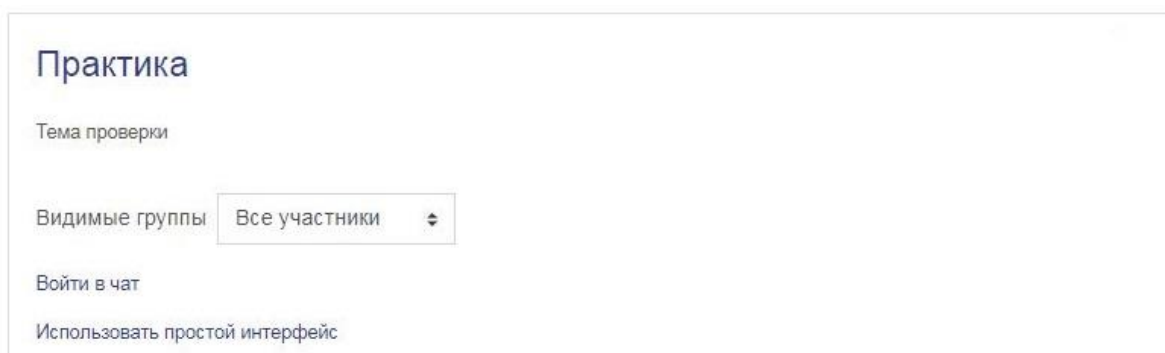 Практика
Тема проверки
Видимые группы Все участники
Войти в чат
Использовать простой интерфейс